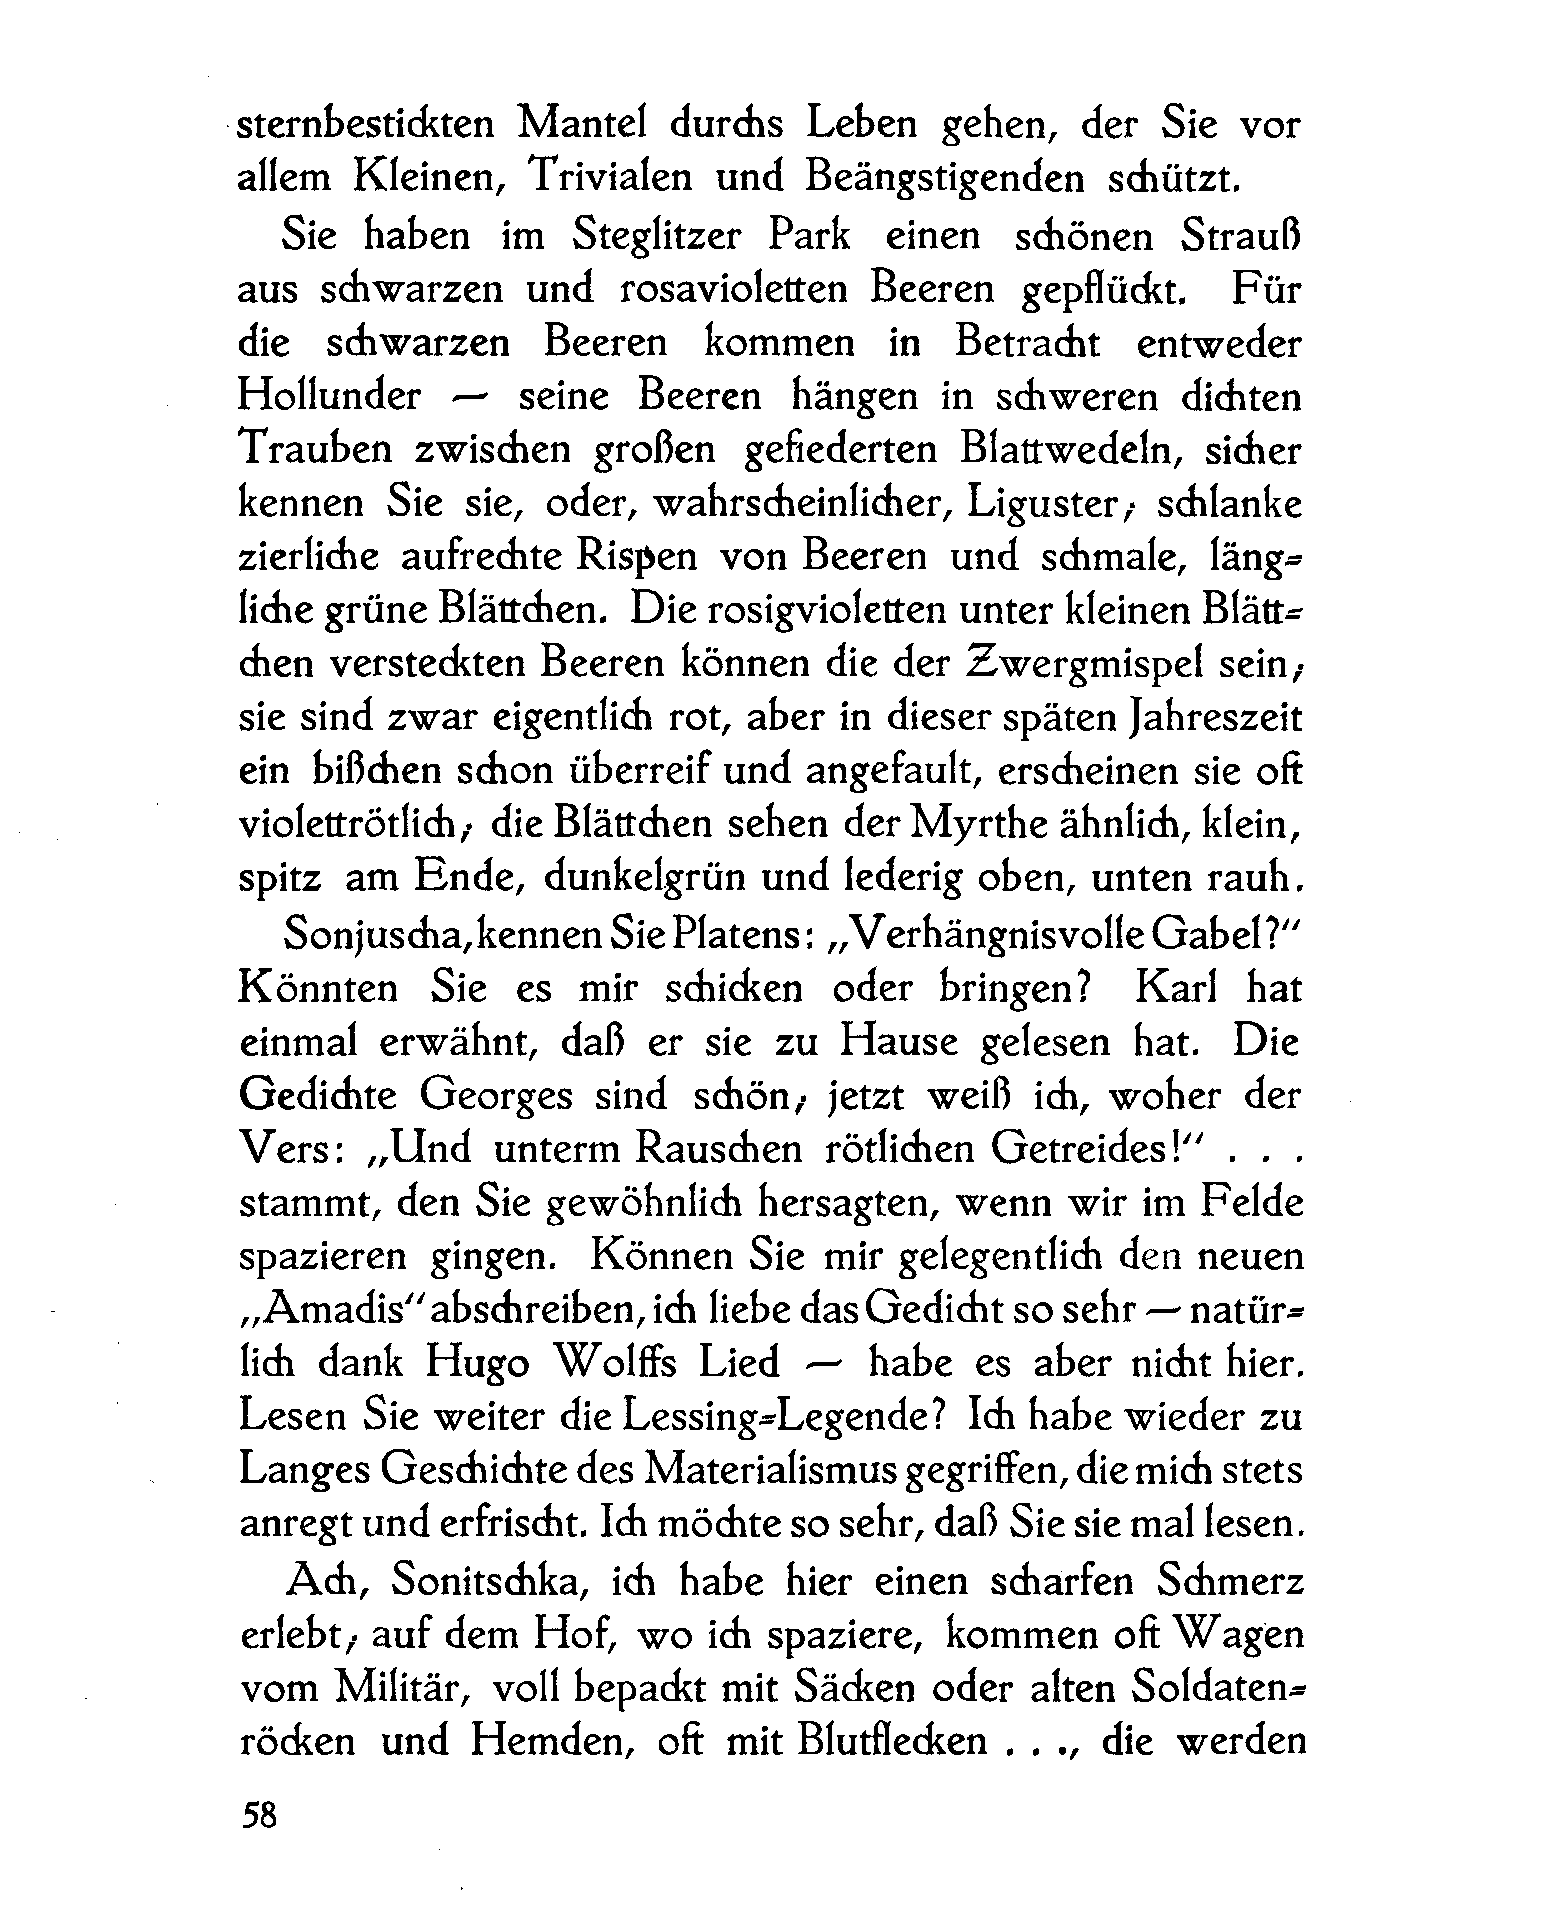 sternbestickten Mantel durchs Leben gehen, der Sie vor
allem Kleinen, Trivialen und Beängstigenden schützt.
Sie haben im Steglitzer Park einen schönen Strauß
aus schwarzen und rosavioletten Beeren gepflückt. Für
die schwarzen Beeren kommen in Betracht entweder
Hollunder — seine Beeren hängen in schweren dichten
Trauben zwischen großen gefiederten Blattwedeln, sicher
kennen Sie sie, oder, wahrscheinlicher, Liguster; schlanke
zierliche aufrechte Rispen von Beeren und schmale, läng-
liche grüne Blättchen. Die rosigvioletten unter kleinen Blätt-
chen versteckten Beeren können die der Zwergmispel sein;
sie sind zwar eigentlich rot, aber in dieser späten Jahreszeit
ein bißchen schon überreif und angefault, erscheinen sie oft
violettrötlich; die Blättchen sehen der Myrthe ähnlich, klein,
spitz am Ende, dunkelgrün und lederig oben, unten rauh.
Sonjuscha, kennen Sie Platens: „Verhängnisvolle Gabel?"
Könnten Sie es mir schicken oder bringen? Karl hat
einmal erwähnt, daß er sie zu Hause gelesen hat. Die
Gedichte Georges sind schön; jetzt weiß ich, woher der
Vers: „Und unterm Rauschen rötlichen Getreides!" . . .
stammt, den Sie gewöhnlich hersagten, wenn wir im Felde
spazieren gingen. Können Sie mir gelegentlich den neuen
„Amadis" abschreiben, ich liebe das Gedicht so sehr — natür-
lich dank Hugo Wolffs Lied — habe es aber nicht hier.
Lesen Sie weiter die Lessing-Legende? Ich habe wieder zu
Langes Geschichte des Materialismus gegriffen, die mich stets
anregt und erfrischt. Ich möchte so sehr, daß Sie sie mal lesen.
Ach, Sonitschka, ich habe hier einen scharfen Schmerz
erlebt; auf dem Hof, wo ich spaziere, kommen oft Wagen
vom Militär, voll bepackt mit Säcken oder alten Soldaten-
röcken und Hemden, oft mit Blutflecken . . ., die werden
58